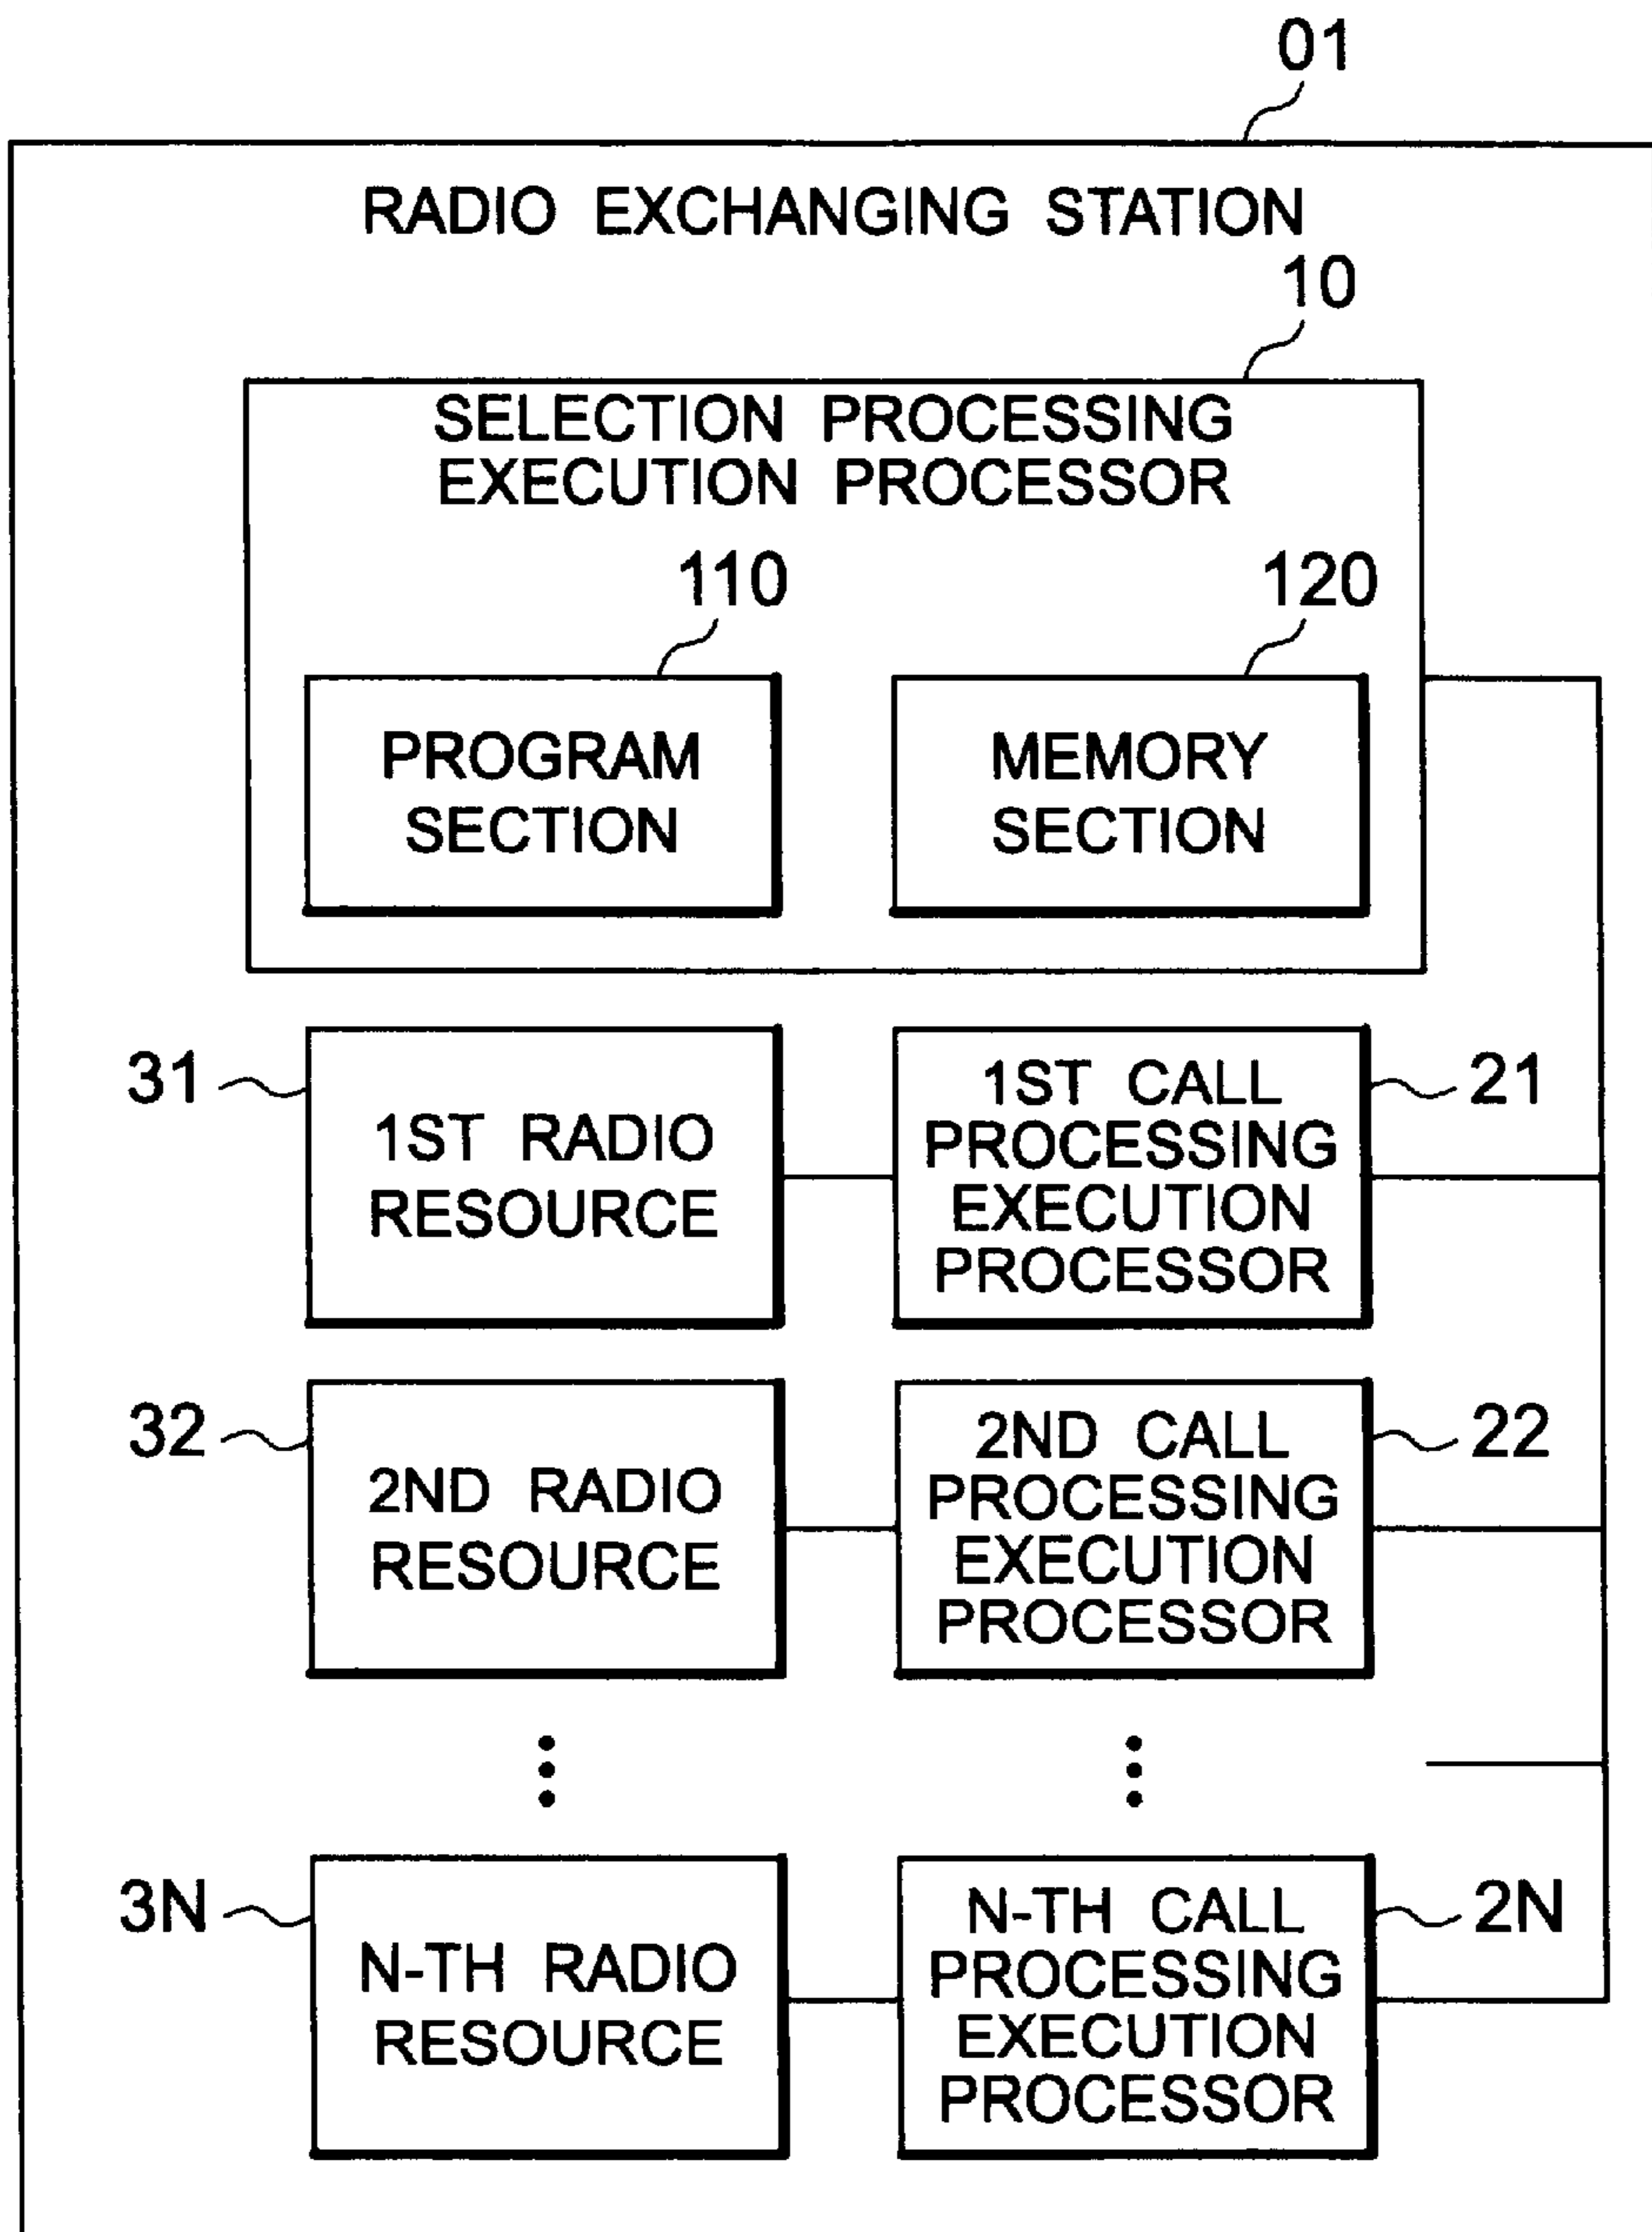 01
RADIO EXCHANGING STATION
10
SELECTION PROCESSING
EXECUTION PROCESSOR
110
120
PROGRAM
SECTION
MEMORY
SECTION
31
1ST RADIO
RESOURCE
1ST CALL
PROCESSING
EXECUTION
PROCESSOR
21
32
2ND RADIO
RESOURCE
2ND CALL
PROCESSING
EXECUTION
PROCESSOR
22
3N
N-TH RADIO
RESOURCE
N-TH CALL
PROCESSING
EXECUTION
PROCESSOR
2N